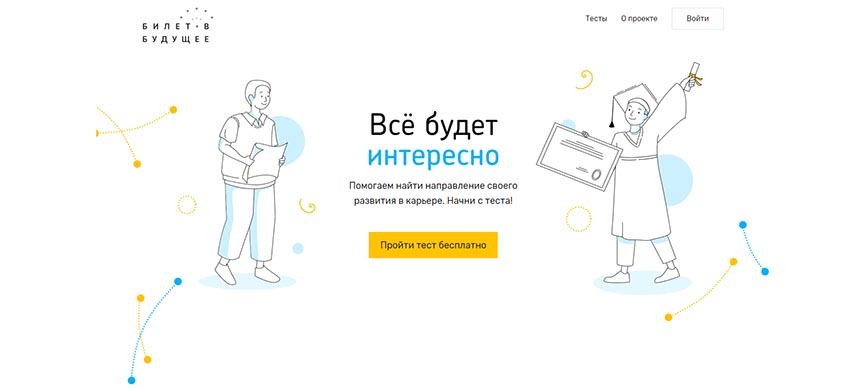 БИЛЕТ В
БУДУЩЕЕ
Тесты
О проекте
Войти
Всё будет
интересно
Помогаем найти направление своего
развития в карьере. Начни с теста!
Пройти тест бесплатно